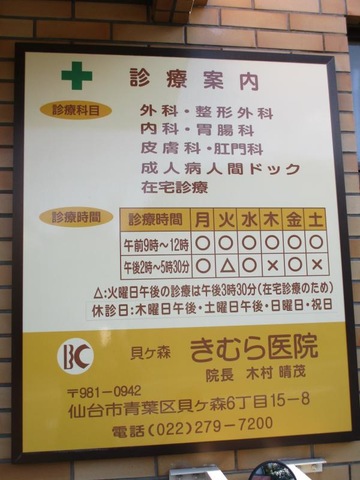 診療案内
診療科目
外科・整形外科
内科・胃腸科
皮膚科・肛門科
成人病人間ドック
在宅診療
診療時間
診療時間 月 火 水 木 金 土
午前9時〜12時 ○ ○ ○ ○ ○ ○
午後2時〜5時30分 ○ △ ○ × ○ ×
△:火曜日午後の診療は午後3時30分(在宅診療のため)
休診日:木曜日午後・土曜日午後・日曜日・祝日
BC
貝ヶ森 きむら医院
院長 木村 晴茂
〒981-0942
仙台市青葉区貝ヶ森6丁目15-8
電話(022)279-7200